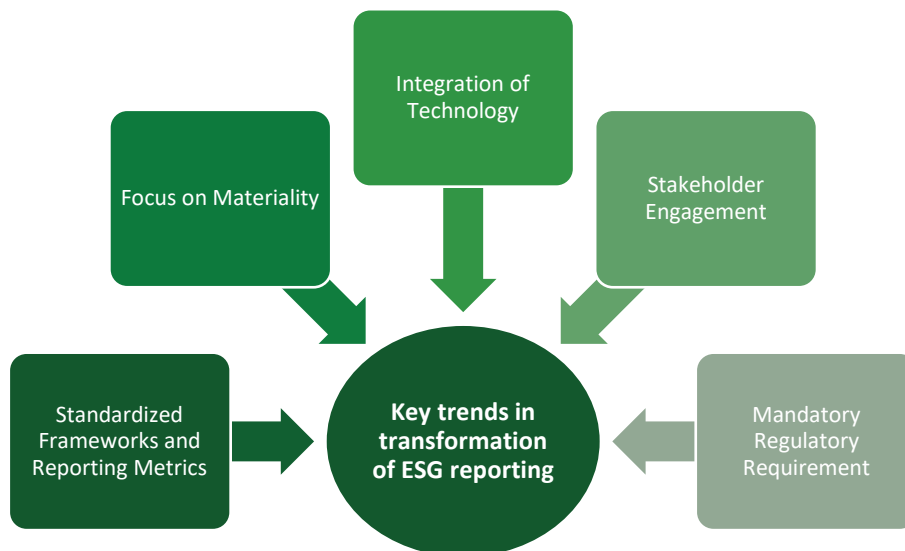 Integration of
Technology
Focus on Materiality
Stakeholder
Engagement
Standardized
Frameworks and
Reporting Metrics
Key trends in
transformation
of ESG reporting
Mandatory
Regulatory
Requirement